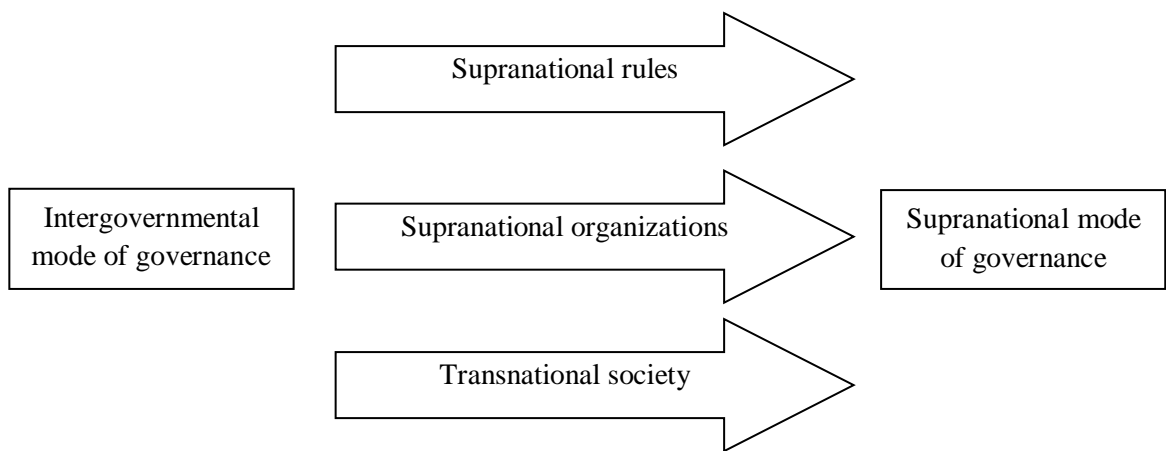 Supranational rules
Intergovernmental
mode of governance
Supranational organizations
Supranational mode
of governance
Transnational society